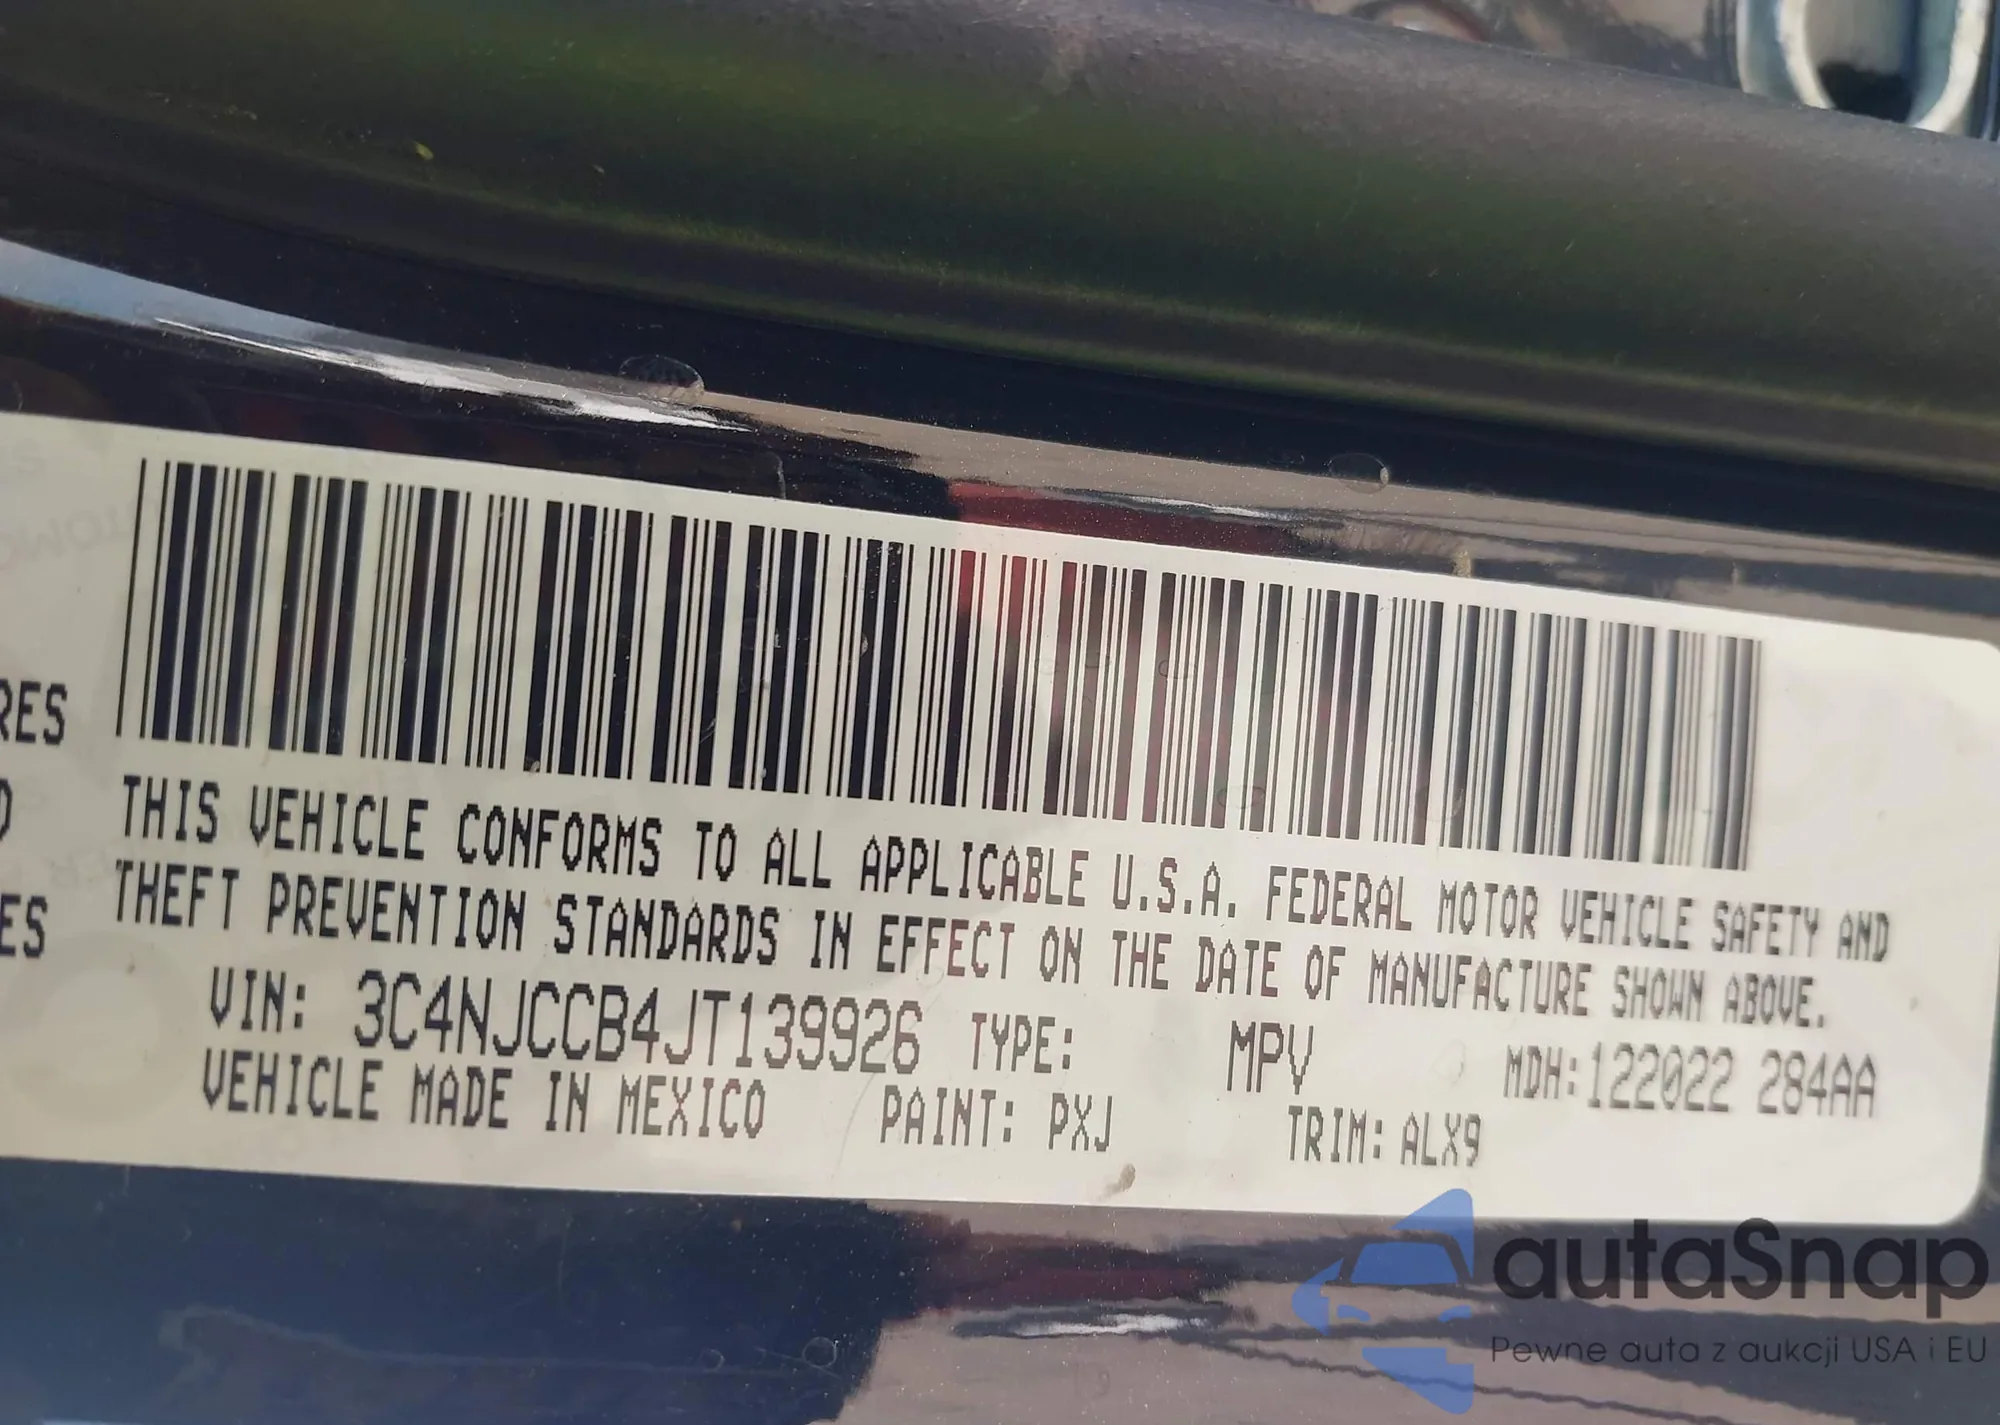 RES
D
ES
THIS VEHICLE CONFORMS TO ALL APPLICABLE U.S.A. FEDERAL MOTOR VEHICLE SAFETY AND
THEFT PREVENTION STANDARDS IN EFFECT ON THE DATE OF MANUFACTURE SHOWN ABOVE.
VIN: 3C4NJCCB4JT139926 TYPE: MPV MDH:122022 284AA
VEHICLE MADE IN MEXICO PAINT: PXJ TRIM: ALX9
autaSnap
Pewne auta z aukcji USA i EU